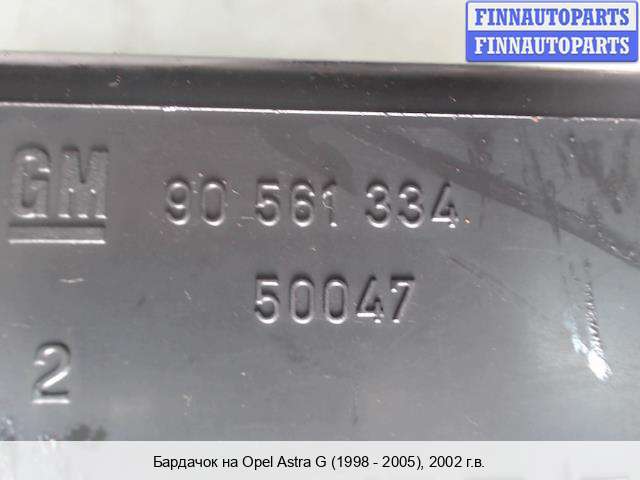 FINNAUTOPARTS
FINNAUTOPARTS
GM 90 561 334
50047
2
Бардачок на Opel Astra G (1998 - 2005), 2002 г.в.